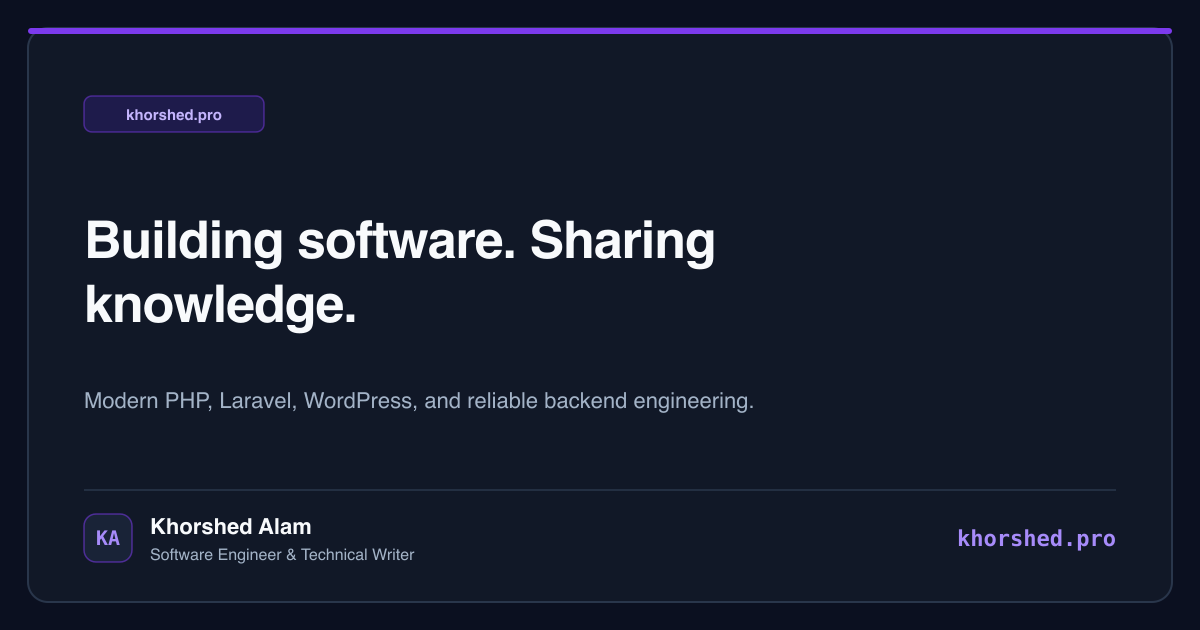 khorshed.pro
Building software. Sharing
knowledge.
Modern PHP, Laravel, WordPress, and reliable backend engineering.
KA
Khorshed Alam
Software Engineer & Technical Writer
khorshed.pro